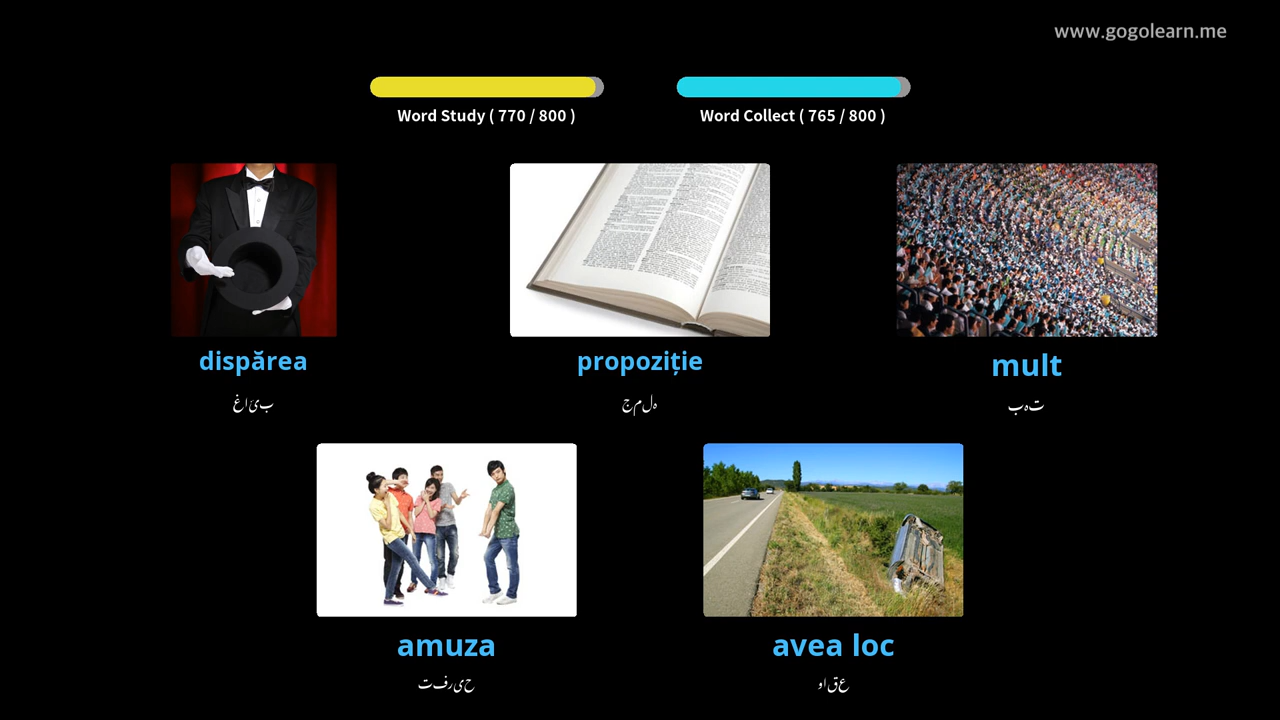 www.gogolearn.me
Word Study ( 770 / 800 )
Word Collect ( 765 / 800 )
dispărea
غائب
propoziție
جملہ
mult
بہت
amuza
تفریح
avea loc
واقع